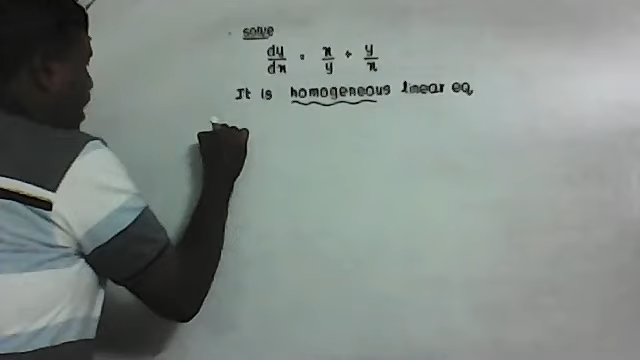 solve
dy/dx = x/y + y/x
It is homogeneous linear eq,